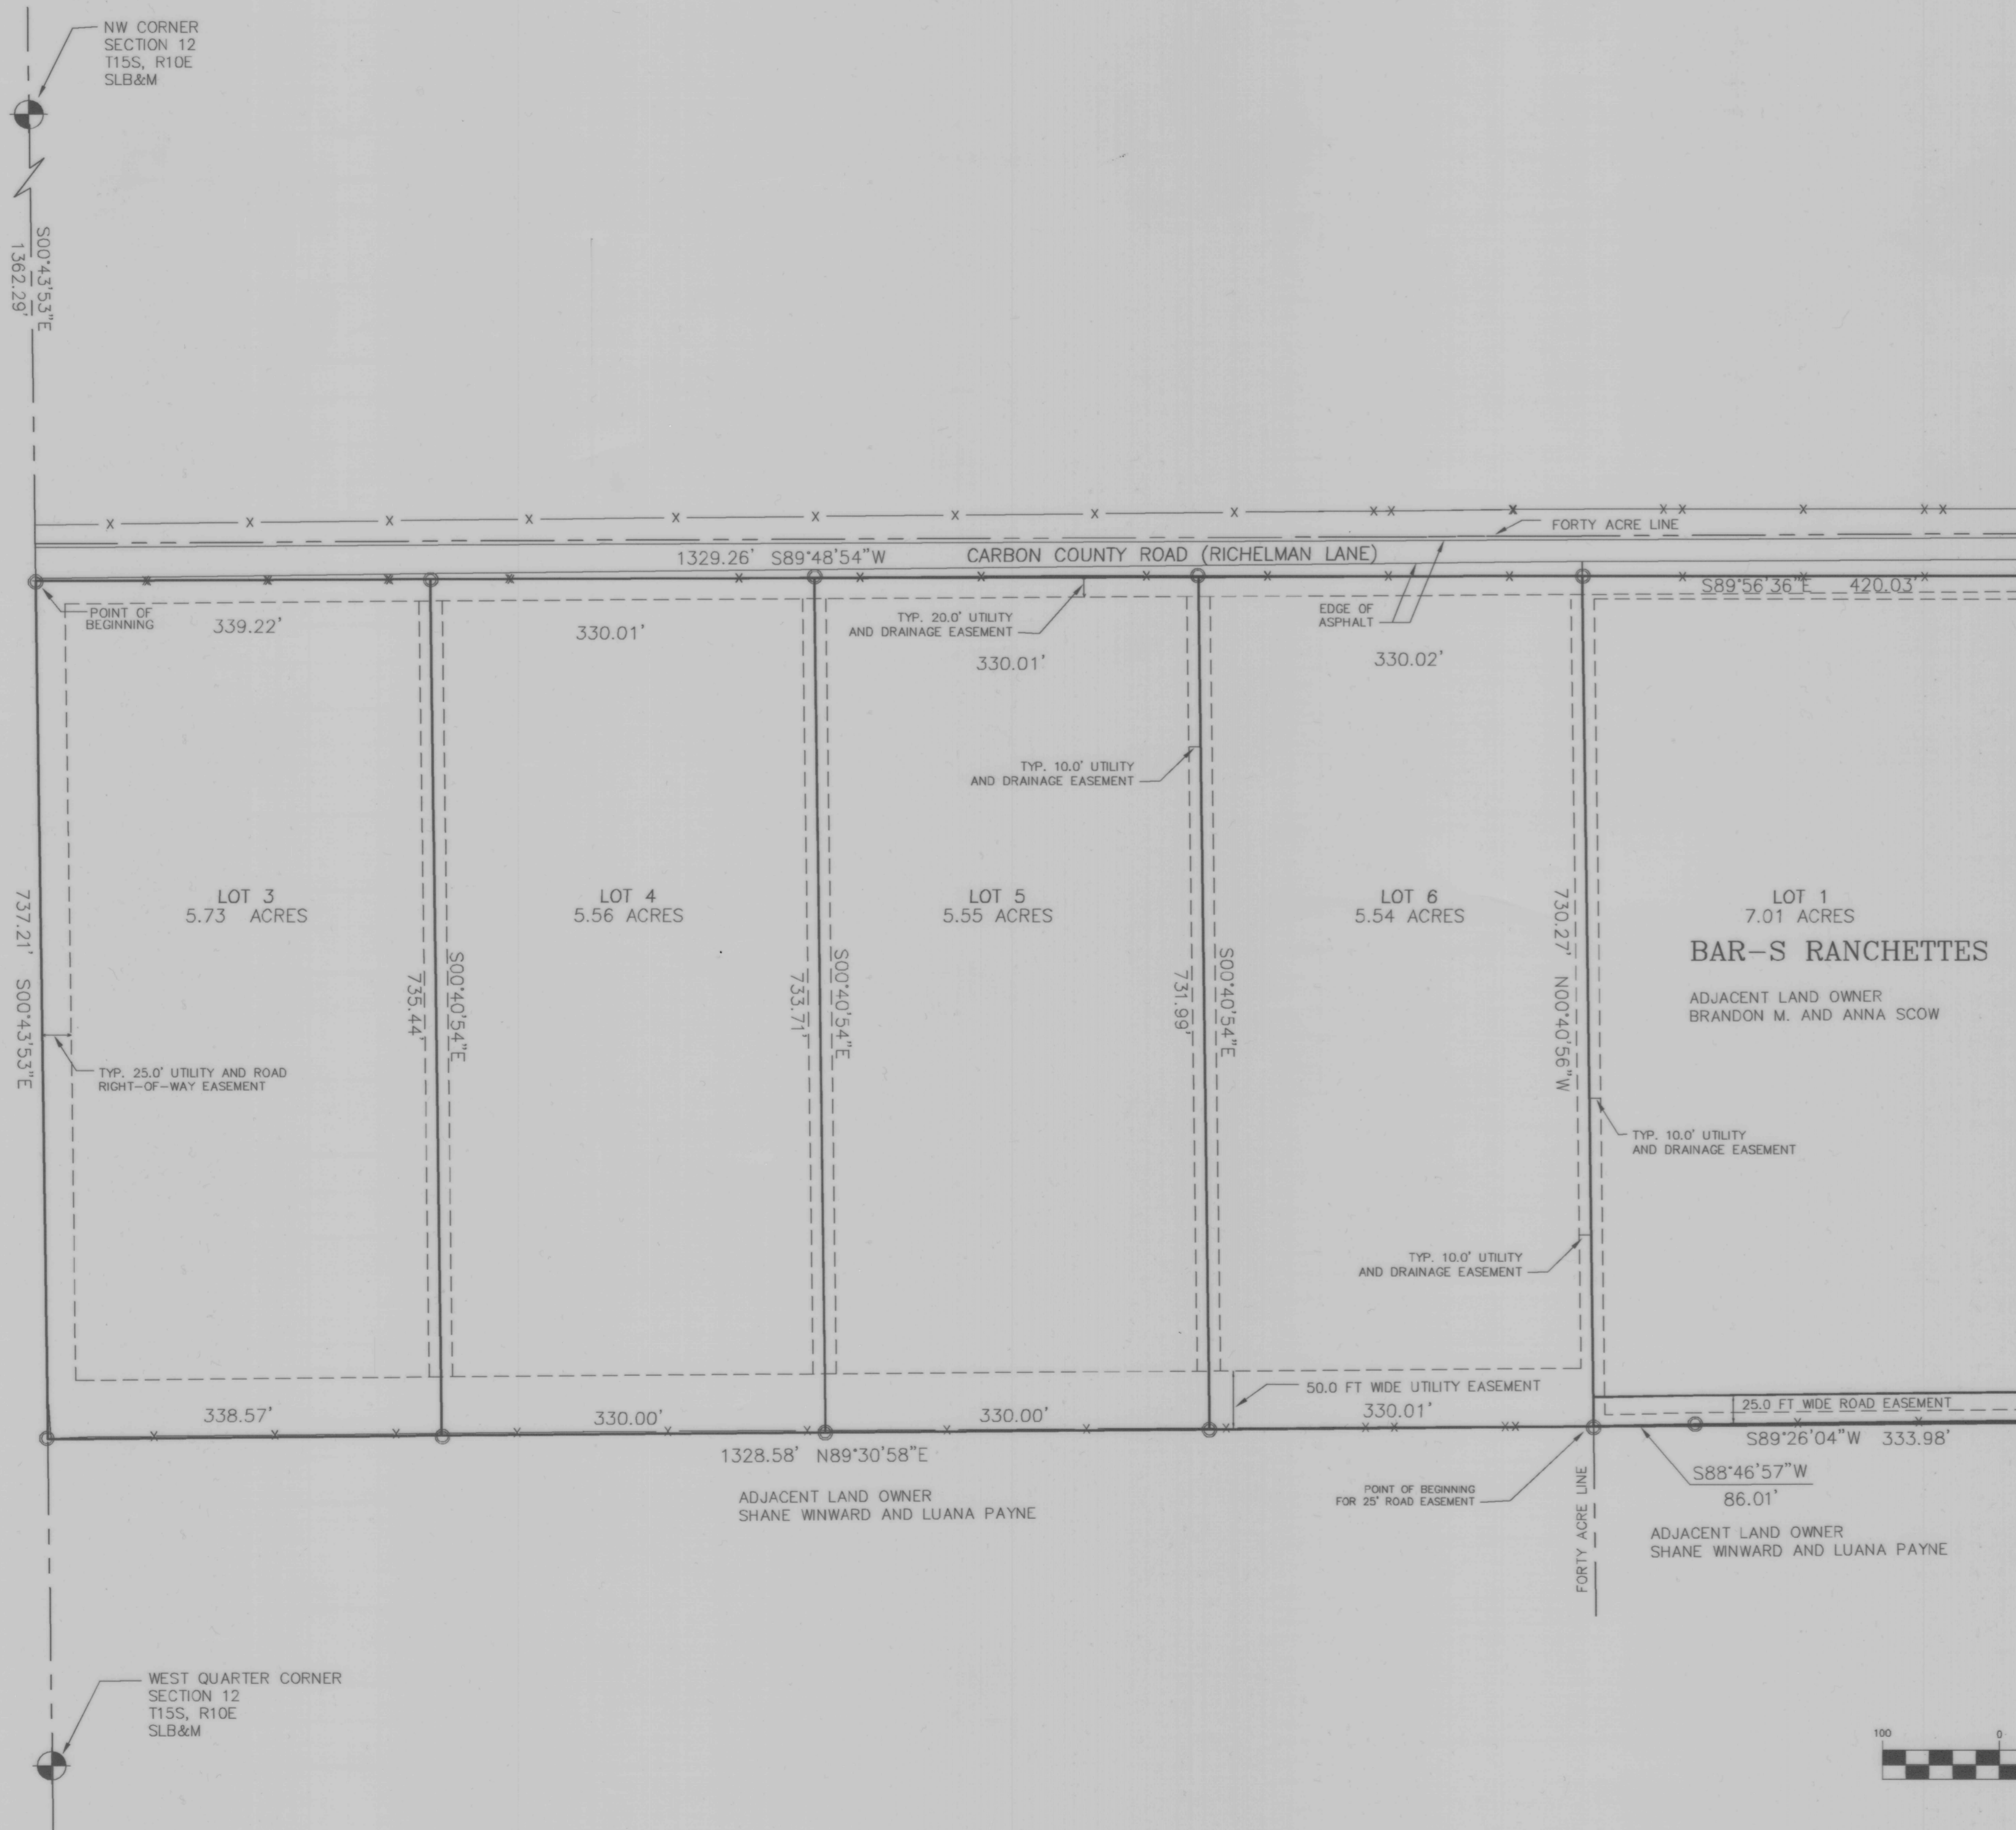 NW CORNER
SECTION 12
T15S, R10E
SLB&M
S00°43'53"E
1362.29'
FORTY ACRE LINE
1329.26' S89°48'54"W
CARBON COUNTY ROAD (RICHELMAN LANE)
S89°56'36"E 420.03'
POINT OF
BEGINNING
339.22'
330.01'
TYP. 20.0' UTILITY
AND DRAINAGE EASEMENT
330.01'
EDGE OF
ASPHALT
330.02'
TYP. 10.0' UTILITY
AND DRAINAGE EASEMENT
LOT 3
5.73 ACRES
LOT 4
5.56 ACRES
LOT 5
5.55 ACRES
LOT 6
5.54 ACRES
LOT 1
7.01 ACRES
BAR-S RANCHETTES
ADJACENT LAND OWNER
BRANDON M. AND ANNA SCOW
737.21' S00°43'53"E
S00°40'54"E
735.44'
S00°40'54"E
733.71'
S00°40'54"E
731.99'
730.27' N00°40'56"W
TYP. 25.0' UTILITY AND ROAD
RIGHT-OF-WAY EASEMENT
TYP. 10.0' UTILITY
AND DRAINAGE EASEMENT
TYP. 10.0' UTILITY
AND DRAINAGE EASEMENT
50.0 FT WIDE UTILITY EASEMENT
25.0 FT WIDE ROAD EASEMENT
338.57'
330.00'
330.00'
330.01'
1328.58' N89°30'58"E
S89°26'04"W 333.98'
S88°46'57"W
86.01'
POINT OF BEGINNING
FOR 25' ROAD EASEMENT
FORTY ACRE LINE
ADJACENT LAND OWNER
SHANE WINWARD AND LUANA PAYNE
ADJACENT LAND OWNER
SHANE WINWARD AND LUANA PAYNE
WEST QUARTER CORNER
SECTION 12
T15S, R10E
SLB&M
100 0